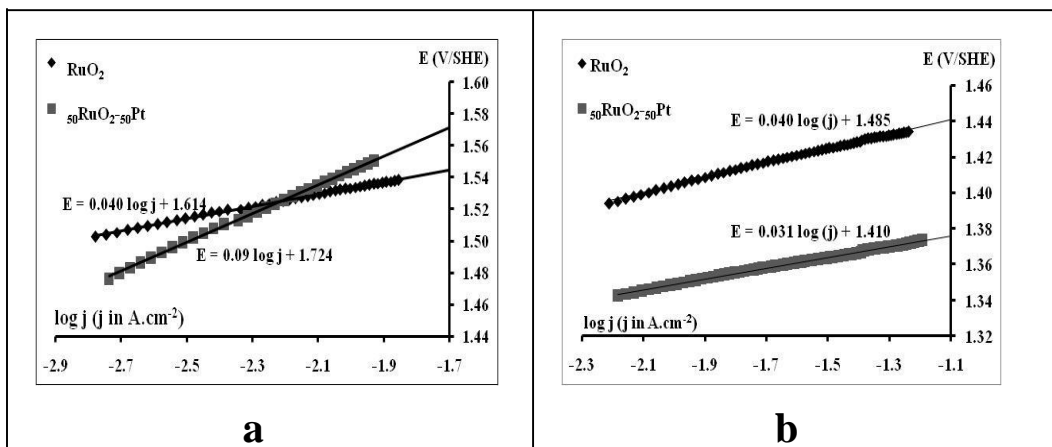 E (V/SHE)
RuO₂
₅₀RuO₂₋₅₀Pt
1.60
1.58
1.56
1.54
1.52
1.50
1.48
1.46
1.44
E = 0.040 log j + 1.614
E = 0.09 log j + 1.724
log j (j in A.cm⁻²)
-2.9 -2.7 -2.5 -2.3 -2.1 -1.9 -1.7
a
E (V/SHE)
RuO₂
₅₀RuO₂₋₅₀Pt
1.46
1.44
1.42
1.40
1.38
1.36
1.34
1.32
E = 0.040 log (j) + 1.485
E = 0.031 log (j) + 1.410
log j (j in A.cm⁻²)
-2.3 -2.1 -1.9 -1.7 -1.5 -1.3 -1.1
b